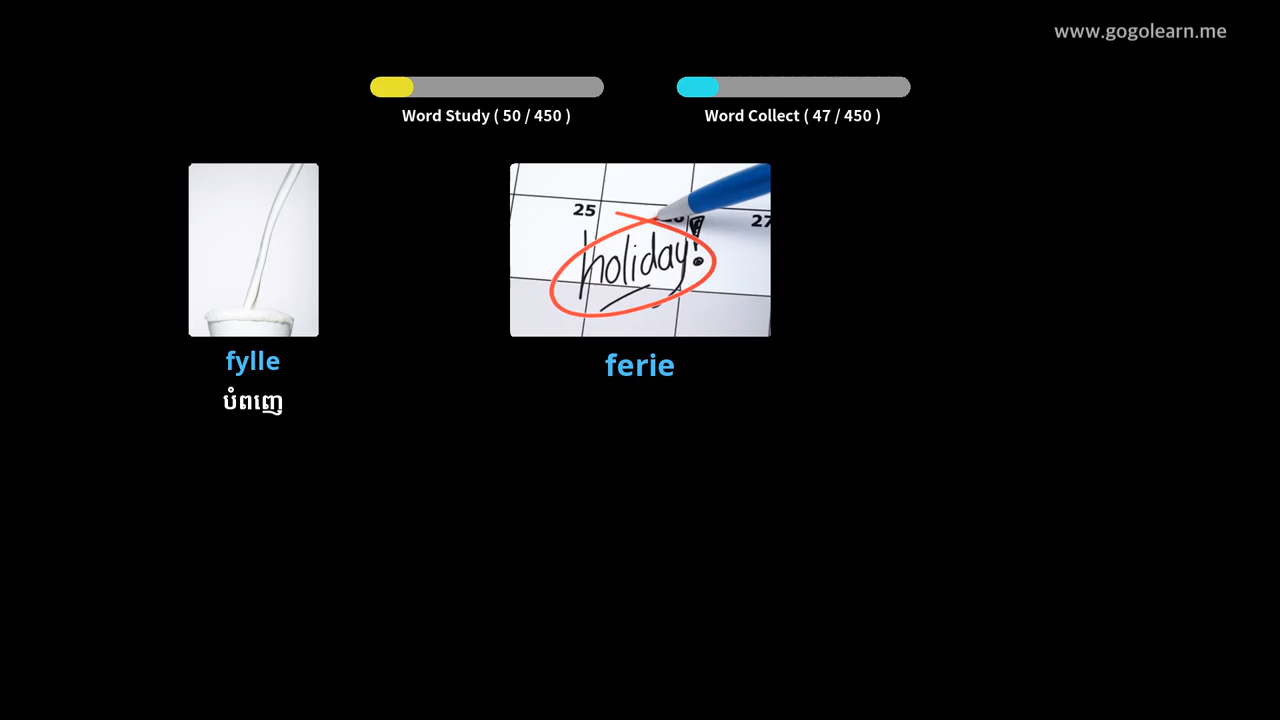 www.gogolearn.me
Word Study ( 50 / 450 )
Word Collect ( 47 / 450 )
25
27
holiday!
fylle
បំពញេ
ferie